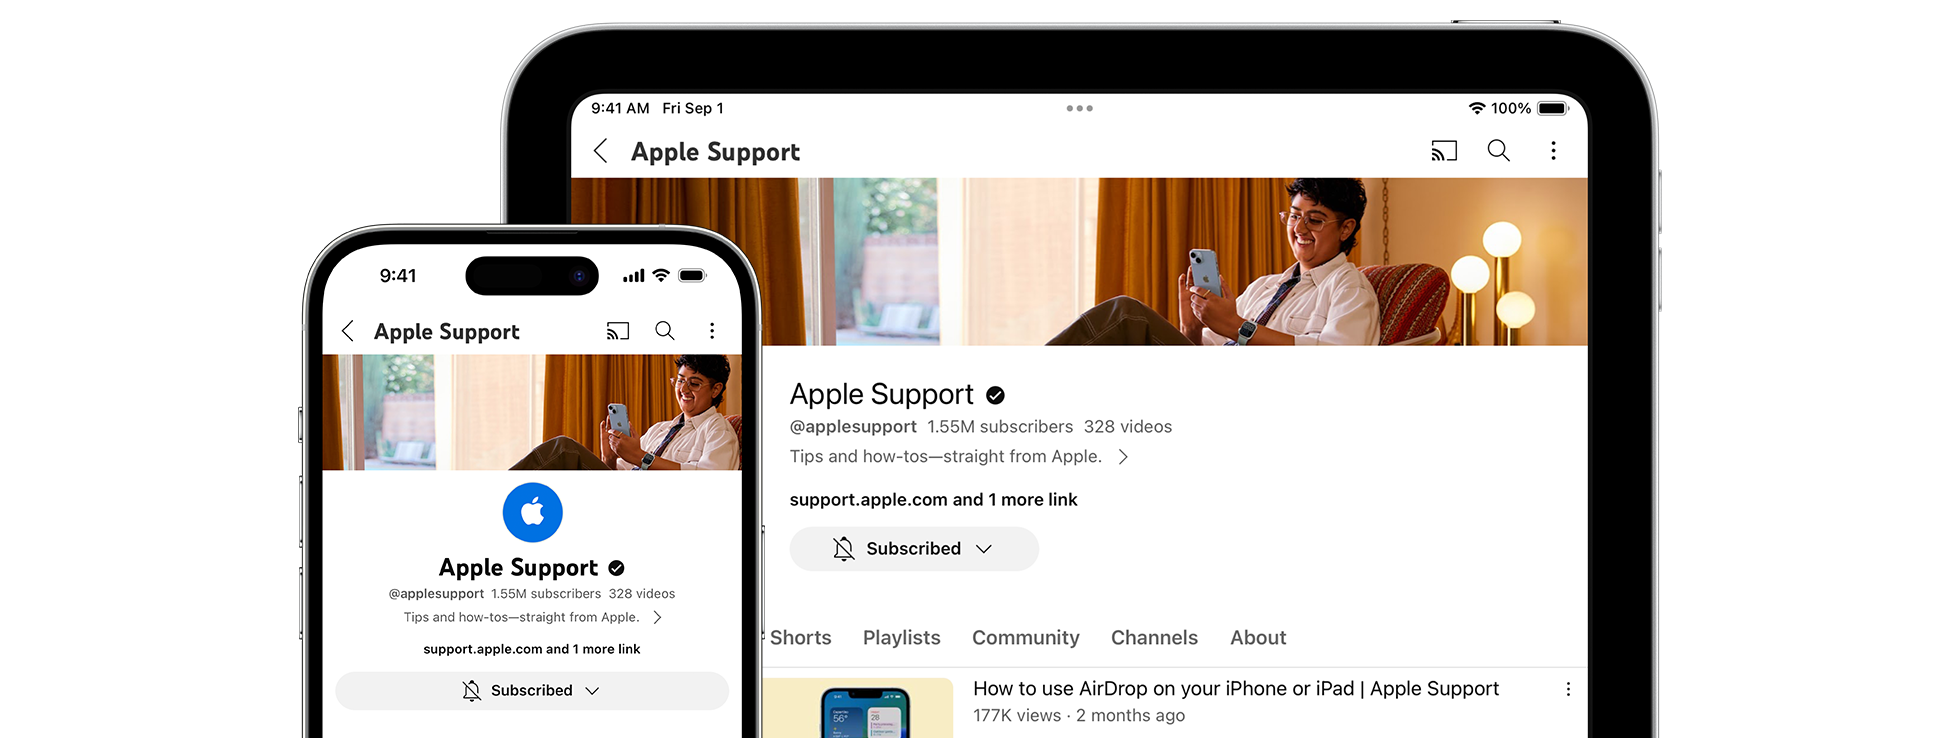 9:41 AM Fri Sep 1
100%
Apple Support
Apple Support
@applesupport 1.55M subscribers 328 videos
Tips and how-tos—straight from Apple.
support.apple.com and 1 more link
Subscribed
Shorts Playlists Community Channels About
How to use AirDrop on your iPhone or iPad | Apple Support
177K views · 2 months ago
56°
28
9:41
Apple Support
Apple Support
@applesupport 1.55M subscribers 328 videos
Tips and how-tos—straight from Apple.
support.apple.com and 1 more link
Subscribed